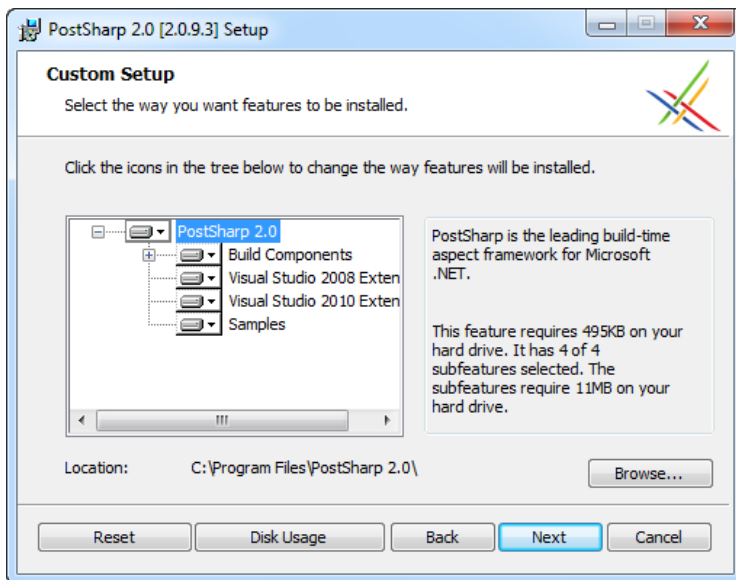 PostSharp 2.0 [2.0.9.3] Setup
Custom Setup
Select the way you want features to be installed.
Click the icons in the tree below to change the way features will be installed.
PostSharp 2.0
Build Components
Visual Studio 2008 Exten
Visual Studio 2010 Exten
Samples
PostSharp is the leading build-time
aspect framework for Microsoft
.NET.
This feature requires 495KB on your
hard drive. It has 4 of 4
subfeatures selected. The
subfeatures require 11MB on your
hard drive.
Location: C:\Program Files\PostSharp 2.0\
Browse...
Reset Disk Usage Back Next Cancel